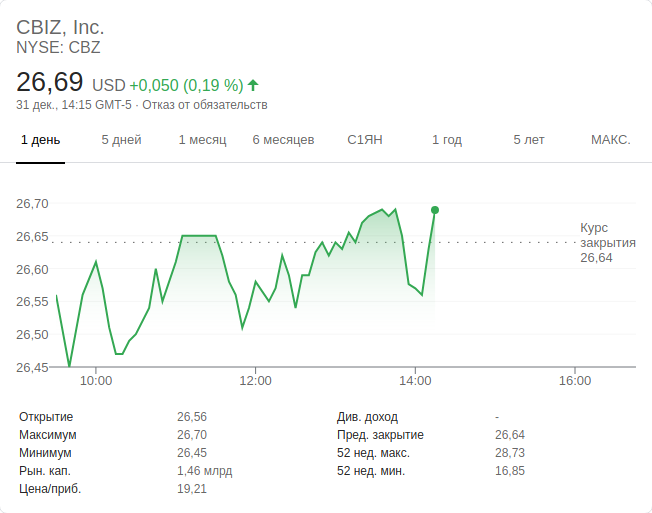 CBIZ, Inc.
NYSE: CBZ
26,69 USD +0,050 (0,19 %)
31 дек., 14:15 GMT-5 · Отказ от обязательств
1 день 5 дней 1 месяц 6 месяцев С1ЯН 1 год 5 лет МАКС.
26,70
Курс
26,65
закрытия
26,64
26,60
26,55
26,50
26,45
10:00 12:00 14:00 16:00
Открытие 26,56 Див. доход -
Максимум 26,70 Пред. закрытие 26,64
Минимум 26,45 52 нед. макс. 28,73
Рын. кап. 1,46 млрд 52 нед. мин. 16,85
Цена/приб. 19,21